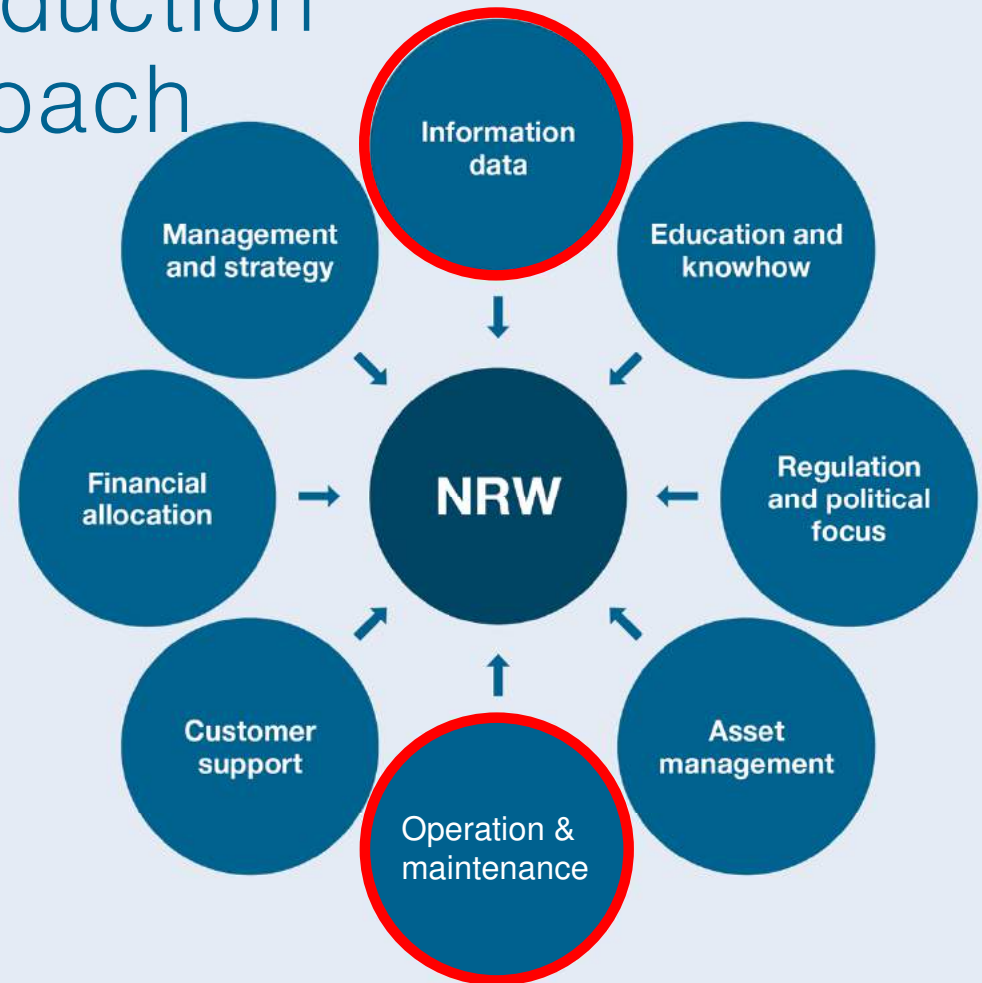 duction
oach
Information
data
Management
and strategy
Education and
knowhow
Financial
allocation
NRW
Regulation
and political
focus
Customer
support
Asset
management
Operation &
maintenance